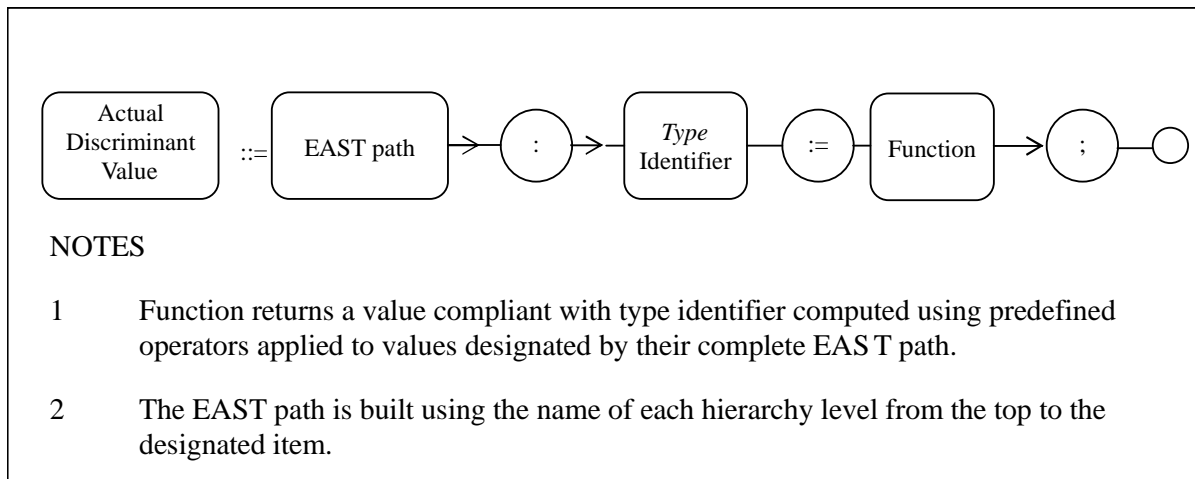 Actual
Discriminant
Value
::=
EAST path
:
Type
Identifier
:=
Function
;
NOTES
1 Function returns a value compliant with type identifier computed using predefined
operators applied to values designated by their complete EAS T path.
2 The EAST path is built using the name of each hierarchy level from the top to the
designated item.